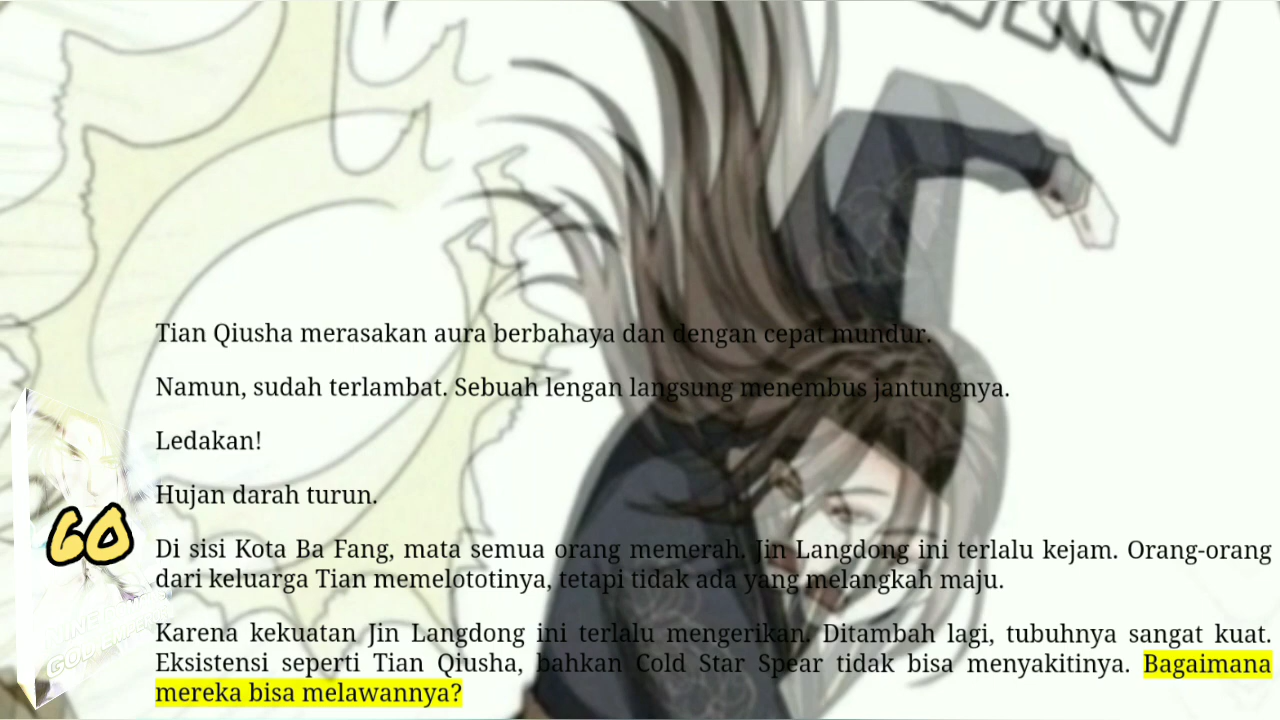 Tian Qiusha merasakan aura berbahaya dan dengan cepat mundur.
Namun, sudah terlambat. Sebuah lengan langsung menembus jantungnya.
Ledakan!
Hujan darah turun.
60
Di sisi Kota Ba Fang, mata semua orang memerah. Jin Langdong ini terlalu kejam. Orang-orang
dari keluarga Tian memelototinya, tetapi tidak ada yang melangkah maju.
Karena kekuatan Jin Langdong ini terlalu mengerikan. Ditambah lagi, tubuhnya sangat kuat.
Eksistensi seperti Tian Qiusha, bahkan Cold Star Spear tidak bisa menyakitinya. Bagaimana
mereka bisa melawannya?